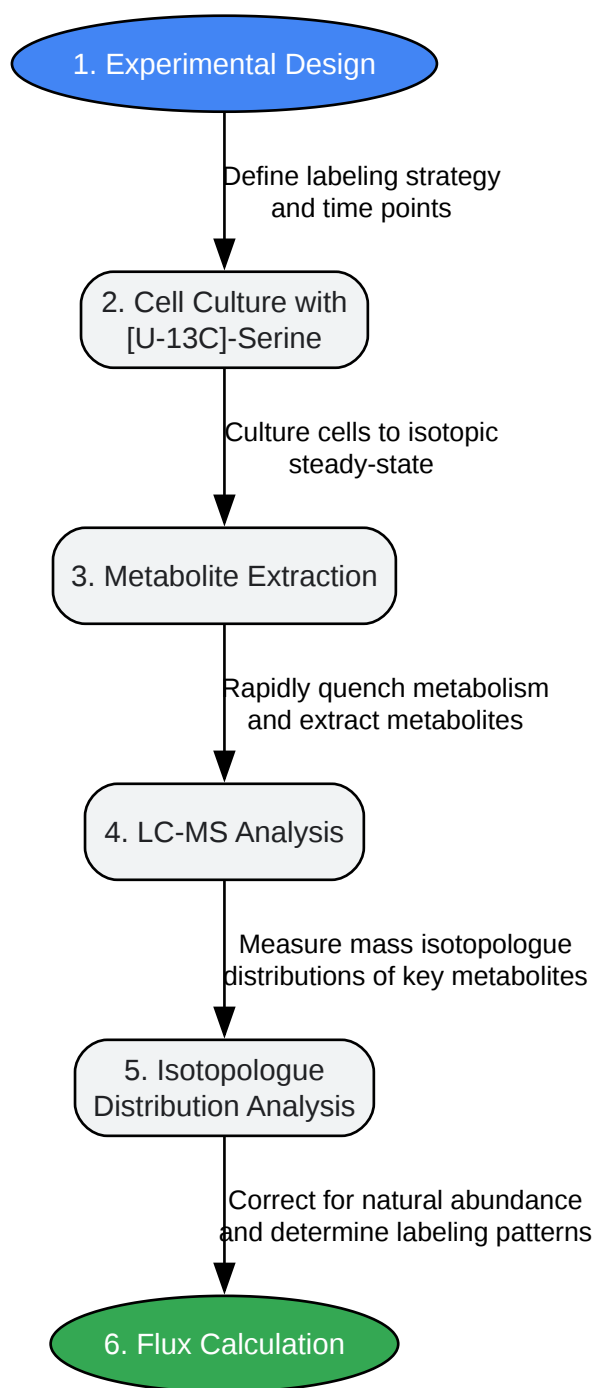 1. Experimental Design
Define labeling strategy
and time points
2. Cell Culture with
[U-13C]-Serine
Culture cells to isotopic
steady-state
3. Metabolite Extraction
Rapidly quench metabolism
and extract metabolites
4. LC-MS Analysis
Measure mass isotopologue
distributions of key metabolites
5. Isotopologue
Distribution Analysis
Correct for natural abundance
and determine labeling patterns
6. Flux Calculation